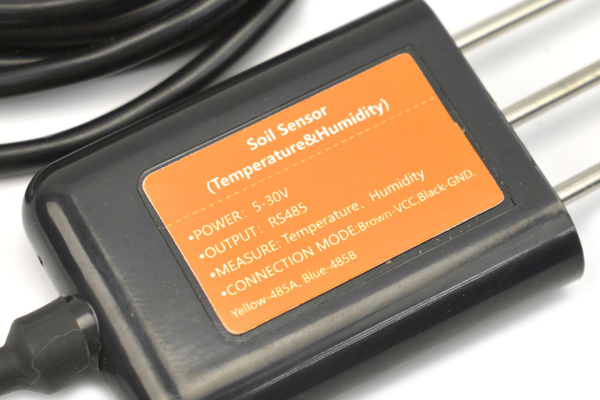 Soil Sensor
(Temperature&Humidity)
•POWER: 5-30V
•OUTPUT: RS485
•MEASURE: Temperature、Humidity
•CONNECTION MODE:Brown-VCC,Black-GND,
Yellow-485A, Blue-485B